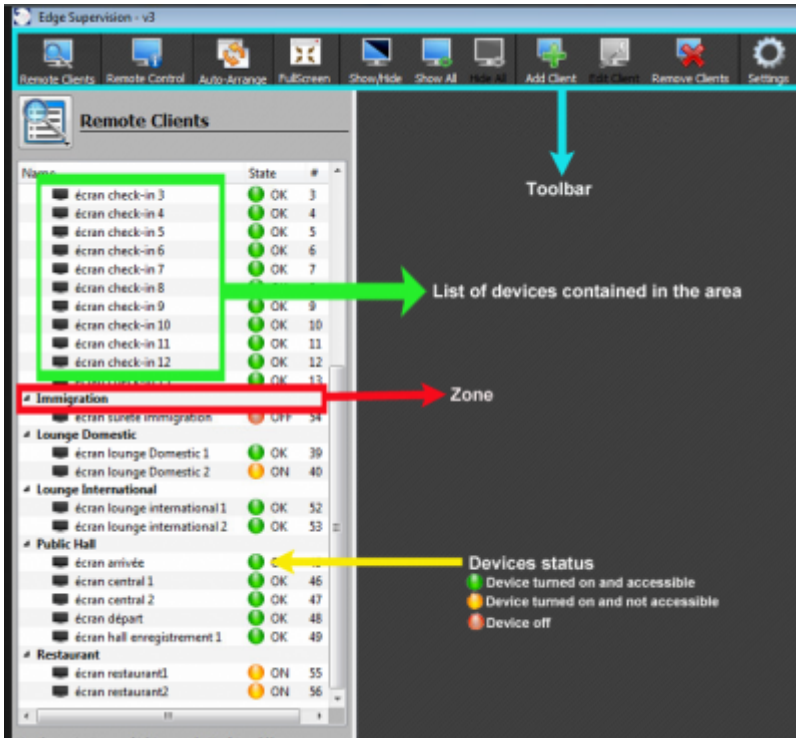 Edge Supervision - v3
Remote Clients Remote Control Auto-Arrange FullScreen Show/Hide Show All Hide All Add Client Edit Client Remove Clients Settings
Remote Clients
Name State #
écran check-in 3 OK 3
écran check-in 4 OK 4
écran check-in 5 OK 5
écran check-in 6 OK 6
écran check-in 7 OK 7
écran check-in 8
écran check-in 9 OK 9
écran check-in 10 OK 10
écran check-in 11 OK 11
écran check-in 12 OK 12
OK 13
Immigration
écran sureté immigration OFF 54
Lounge Domestic
écran lounge Domestic 1 OK 39
écran lounge Domestic 2 ON 40
Lounge International
écran lounge international 1 OK 52
écran lounge international 2 OK 53
Public Hall
écran arrivée
écran central 1 OK 46
écran central 2 OK 47
écran départ OK 48
écran hall enregistrement 1 OK 49
Restaurant
écran restaurant1 ON 55
écran restaurant2 ON 56
Toolbar
List of devices contained in the area
Zone
Devices status
Device turned on and accessible
Device turned on and not accessible
Device off